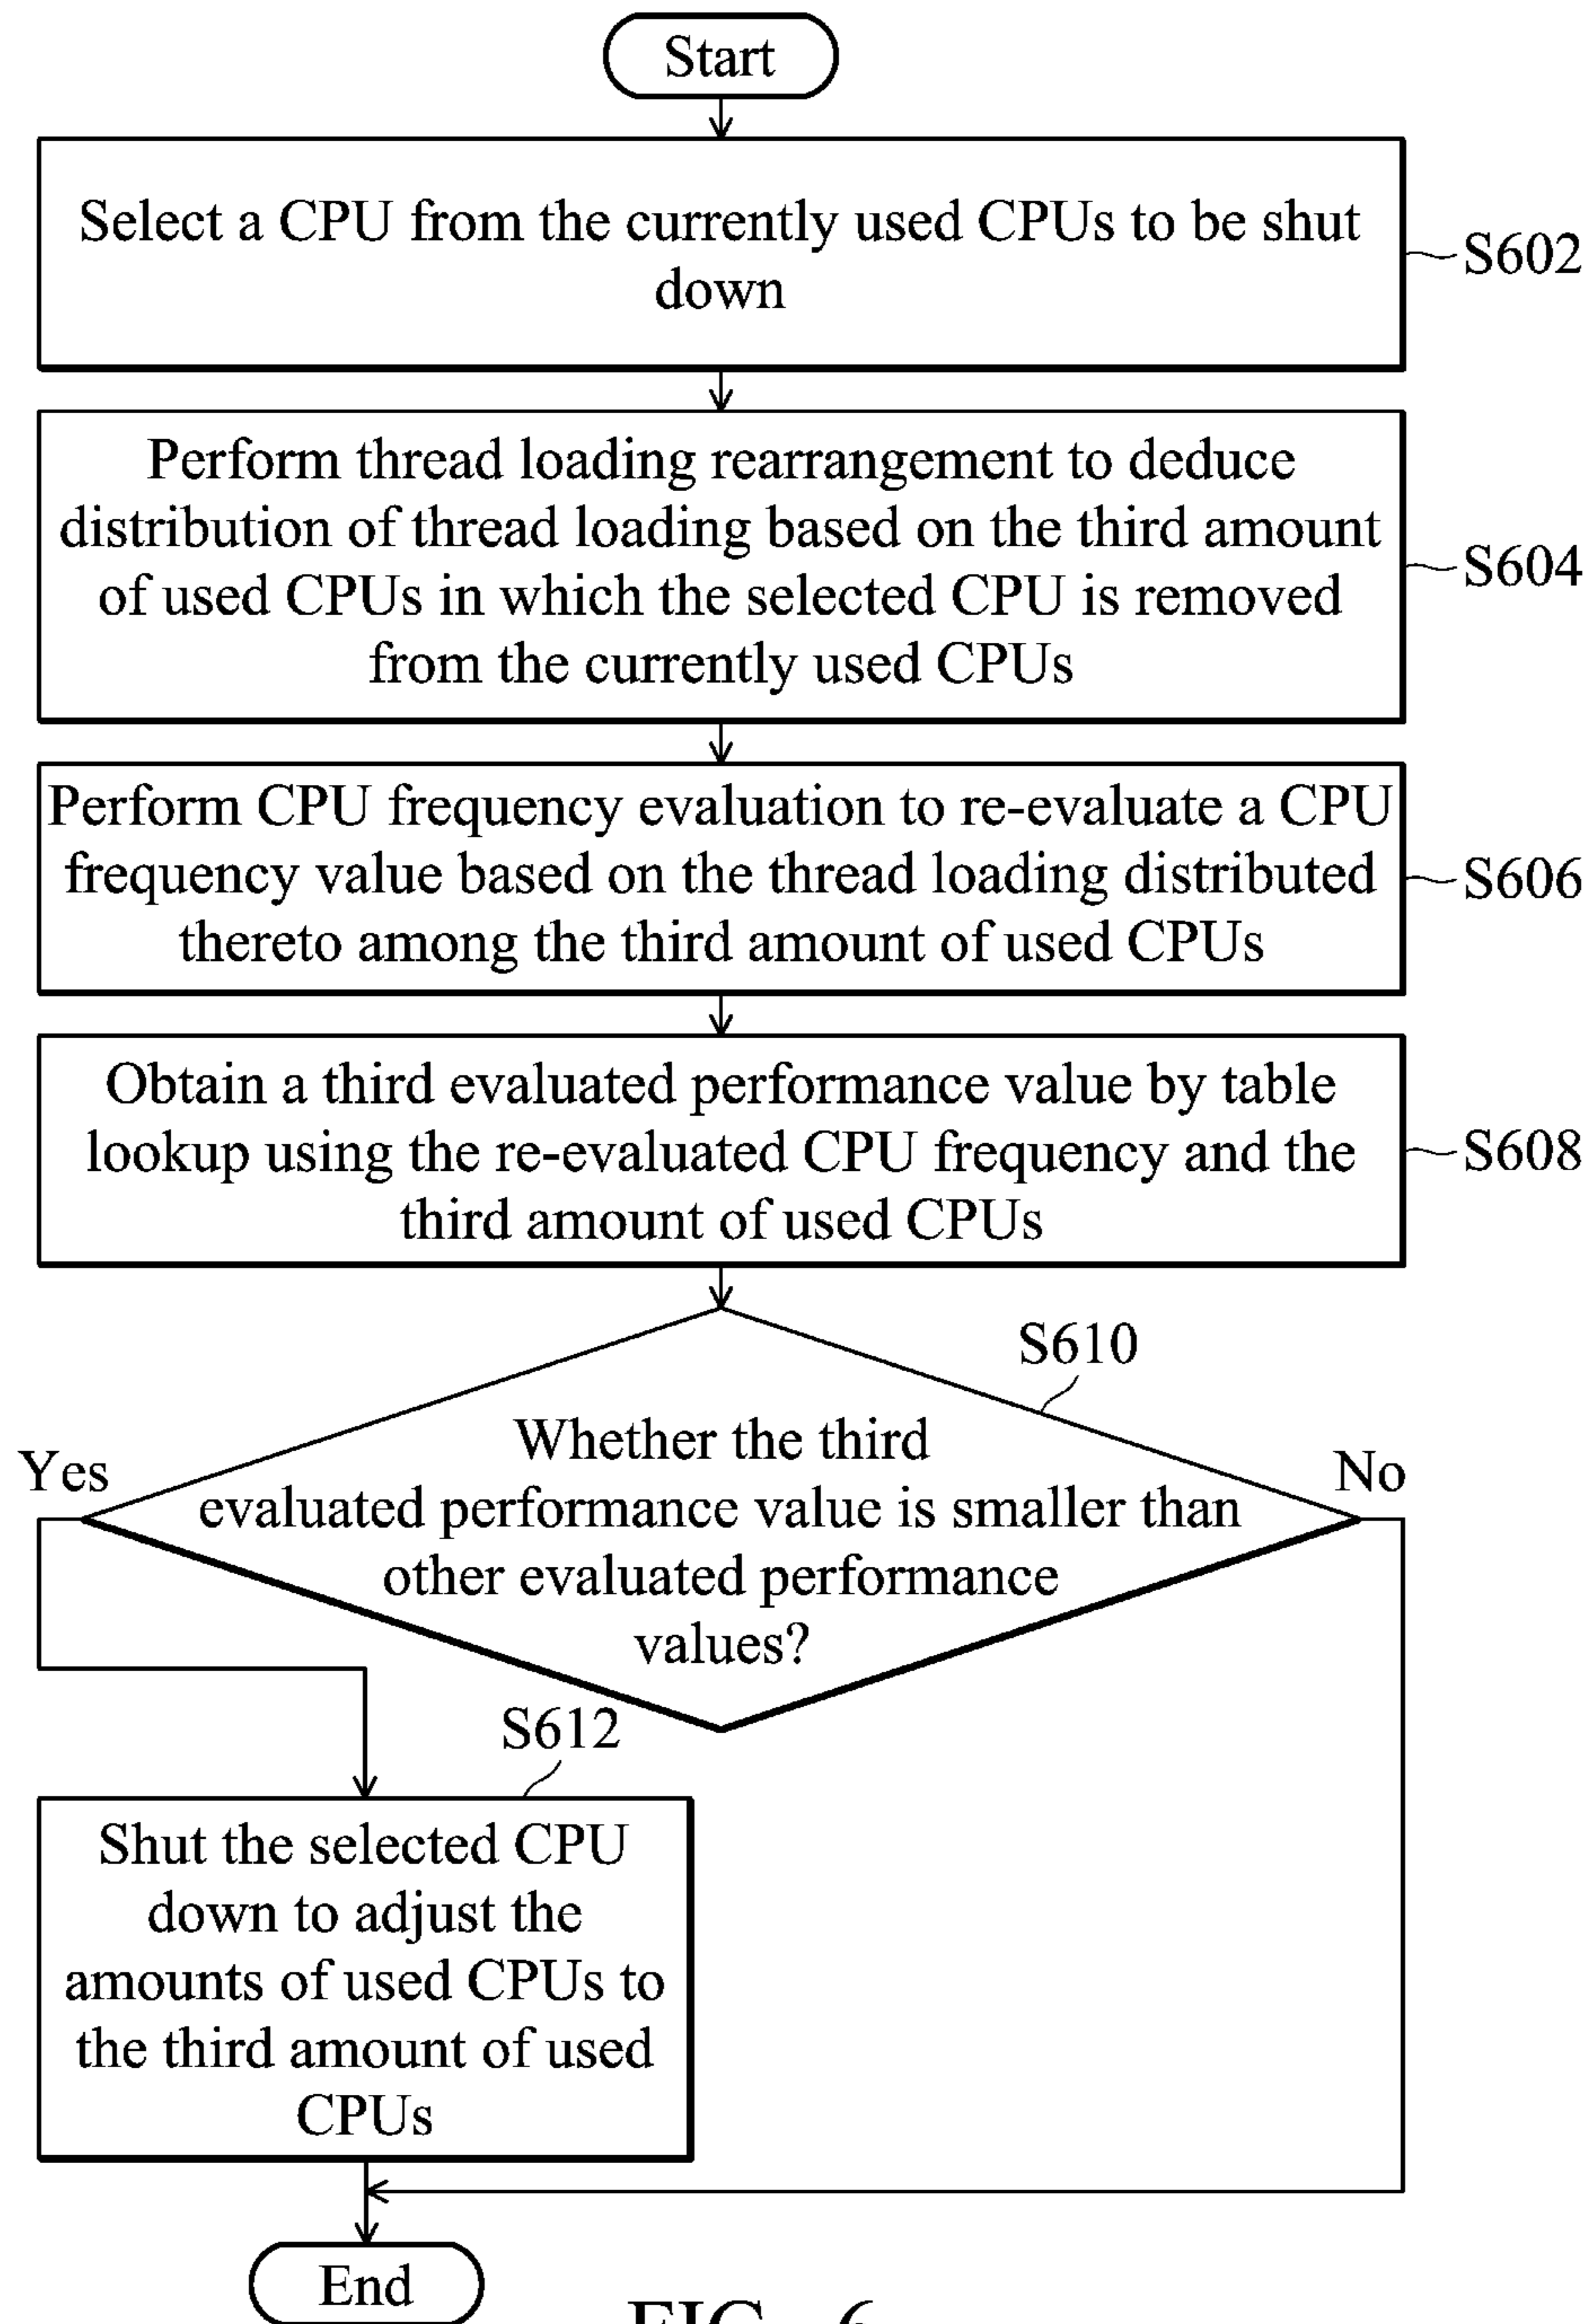 Start
Select a CPU from the currently used CPUs to be shut
down
S602
Perform thread loading rearrangement to deduce
distribution of thread loading based on the third amount
of used CPUs in which the selected CPU is removed
from the currently used CPUs
S604
Perform CPU frequency evaluation to re-evaluate a CPU
frequency value based on the thread loading distributed
thereto among the third amount of used CPUs
S606
Obtain a third evaluated performance value by table
lookup using the re-evaluated CPU frequency and the
third amount of used CPUs
S608
S610
Whether the third
evaluated performance value is smaller than
other evaluated performance
values?
Yes
No
S612
Shut the selected CPU
down to adjust the
amounts of used CPUs to
the third amount of used
CPUs
End
FIG. 6